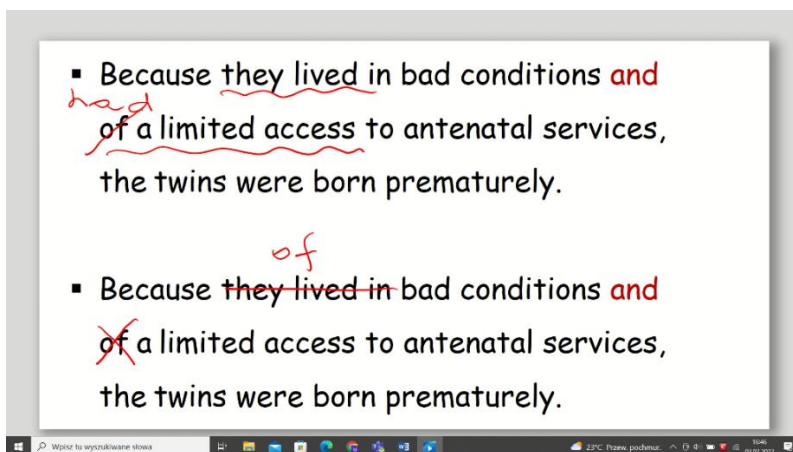 ▪ Because they lived in bad conditions and
had
of a limited access to antenatal services,
the twins were born prematurely.
of
▪ Because they lived in bad conditions and
of a limited access to antenatal services,
the twins were born prematurely.
Wpisz tu wyszukiwane słowa
23°C Przew. pochmur.
16:46